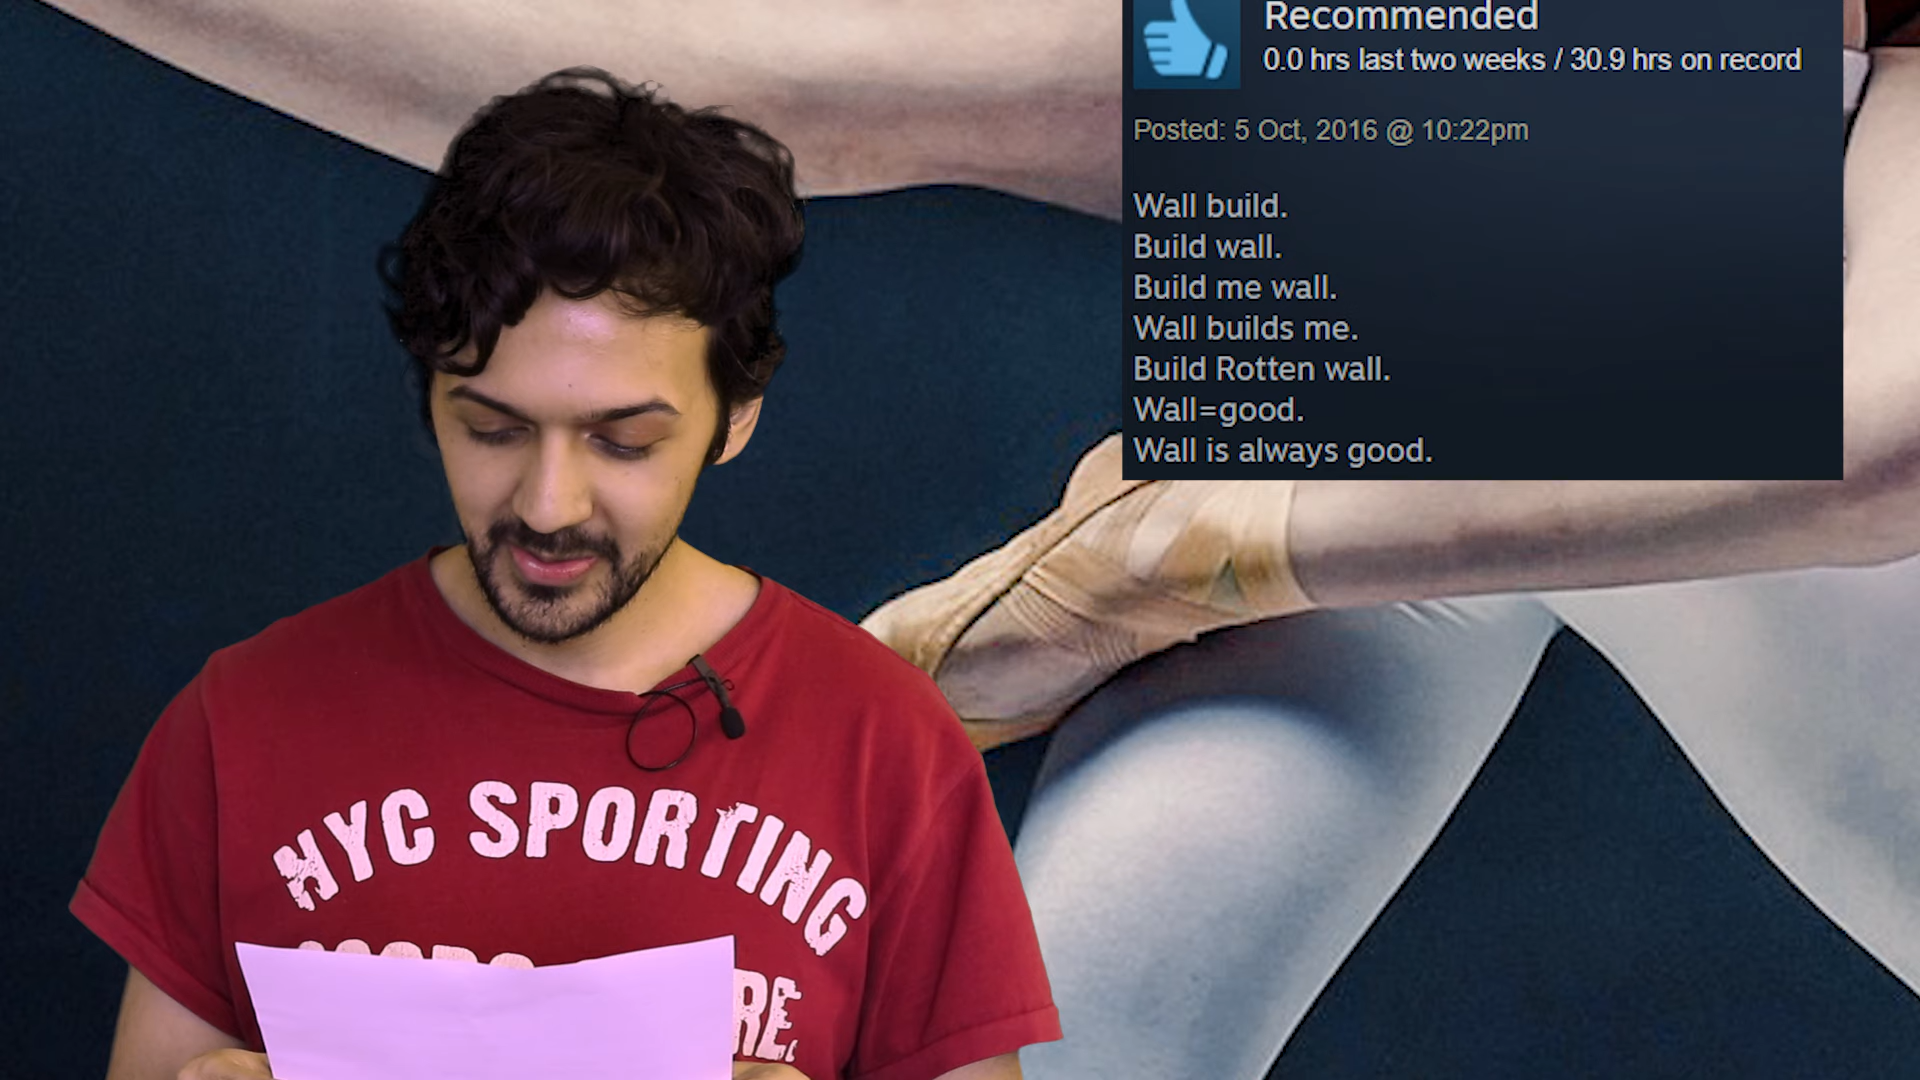 Recommended
0.0 hrs last two weeks / 30.9 hrs on record
Posted: 5 Oct, 2016 @ 10:22pm
Wall build.
Build wall.
Build me wall.
Wall builds me.
Build Rotten wall.
Wall=good.
Wall is always good.
NYC SPORTING